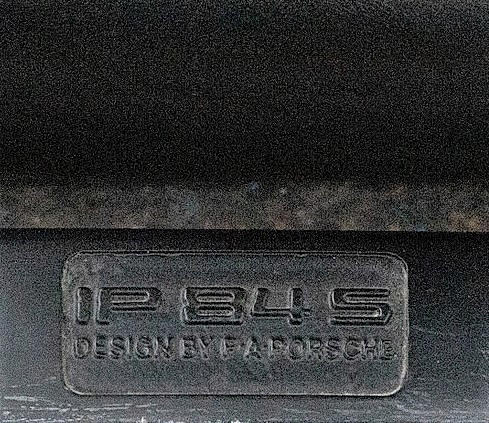 IP 84 S
DESIGN BY F A PORSCHE